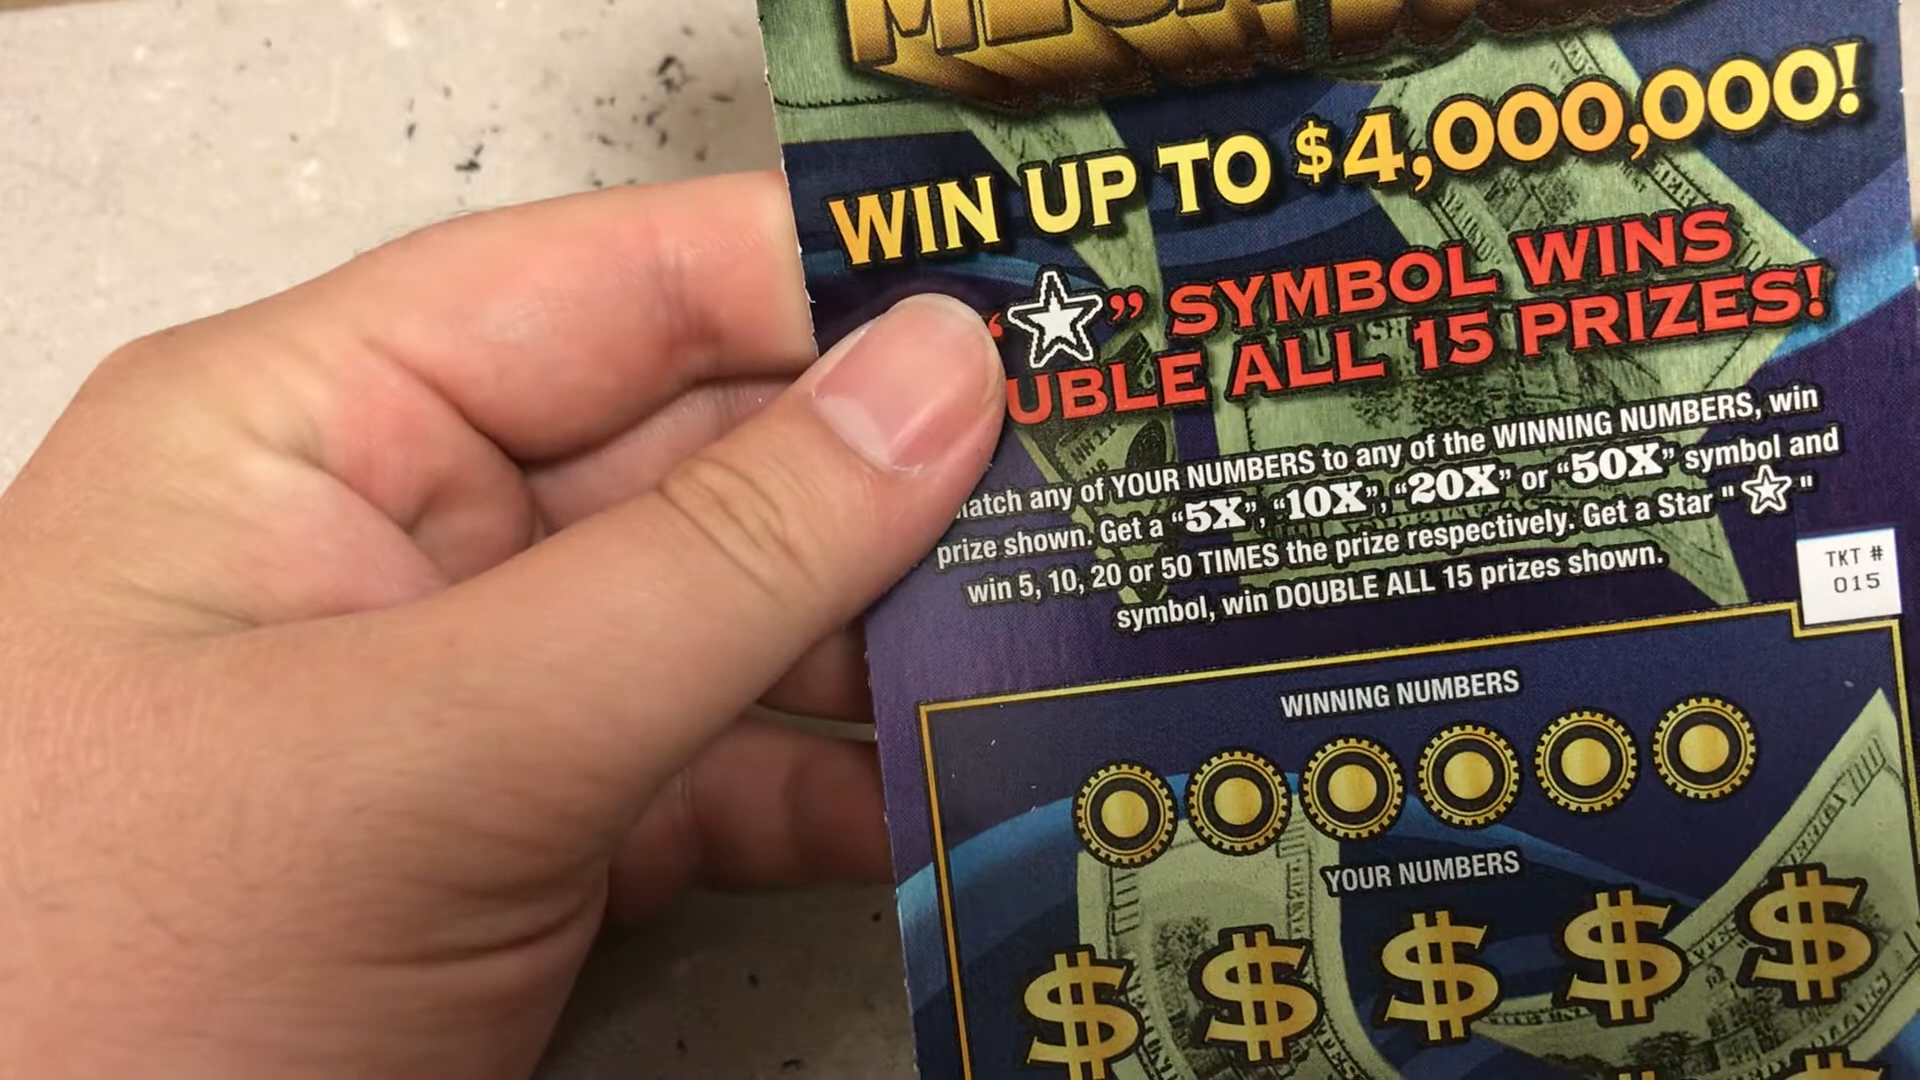 WIN UP TO $4,000,000!
"☆" SYMBOL WINS
UBLE ALL 15 PRIZES!
atch any of YOUR NUMBERS to any of the WINNING NUMBERS, win
prize shown. Get a "5X", "10X", "20X" or "50X" symbol and
win 5, 10, 20 or 50 TIMES the prize respectively. Get a Star "☆"
symbol, win DOUBLE ALL 15 prizes shown.
TKT #
015
WINNING NUMBERS
YOUR NUMBERS
$ $ $ $ $